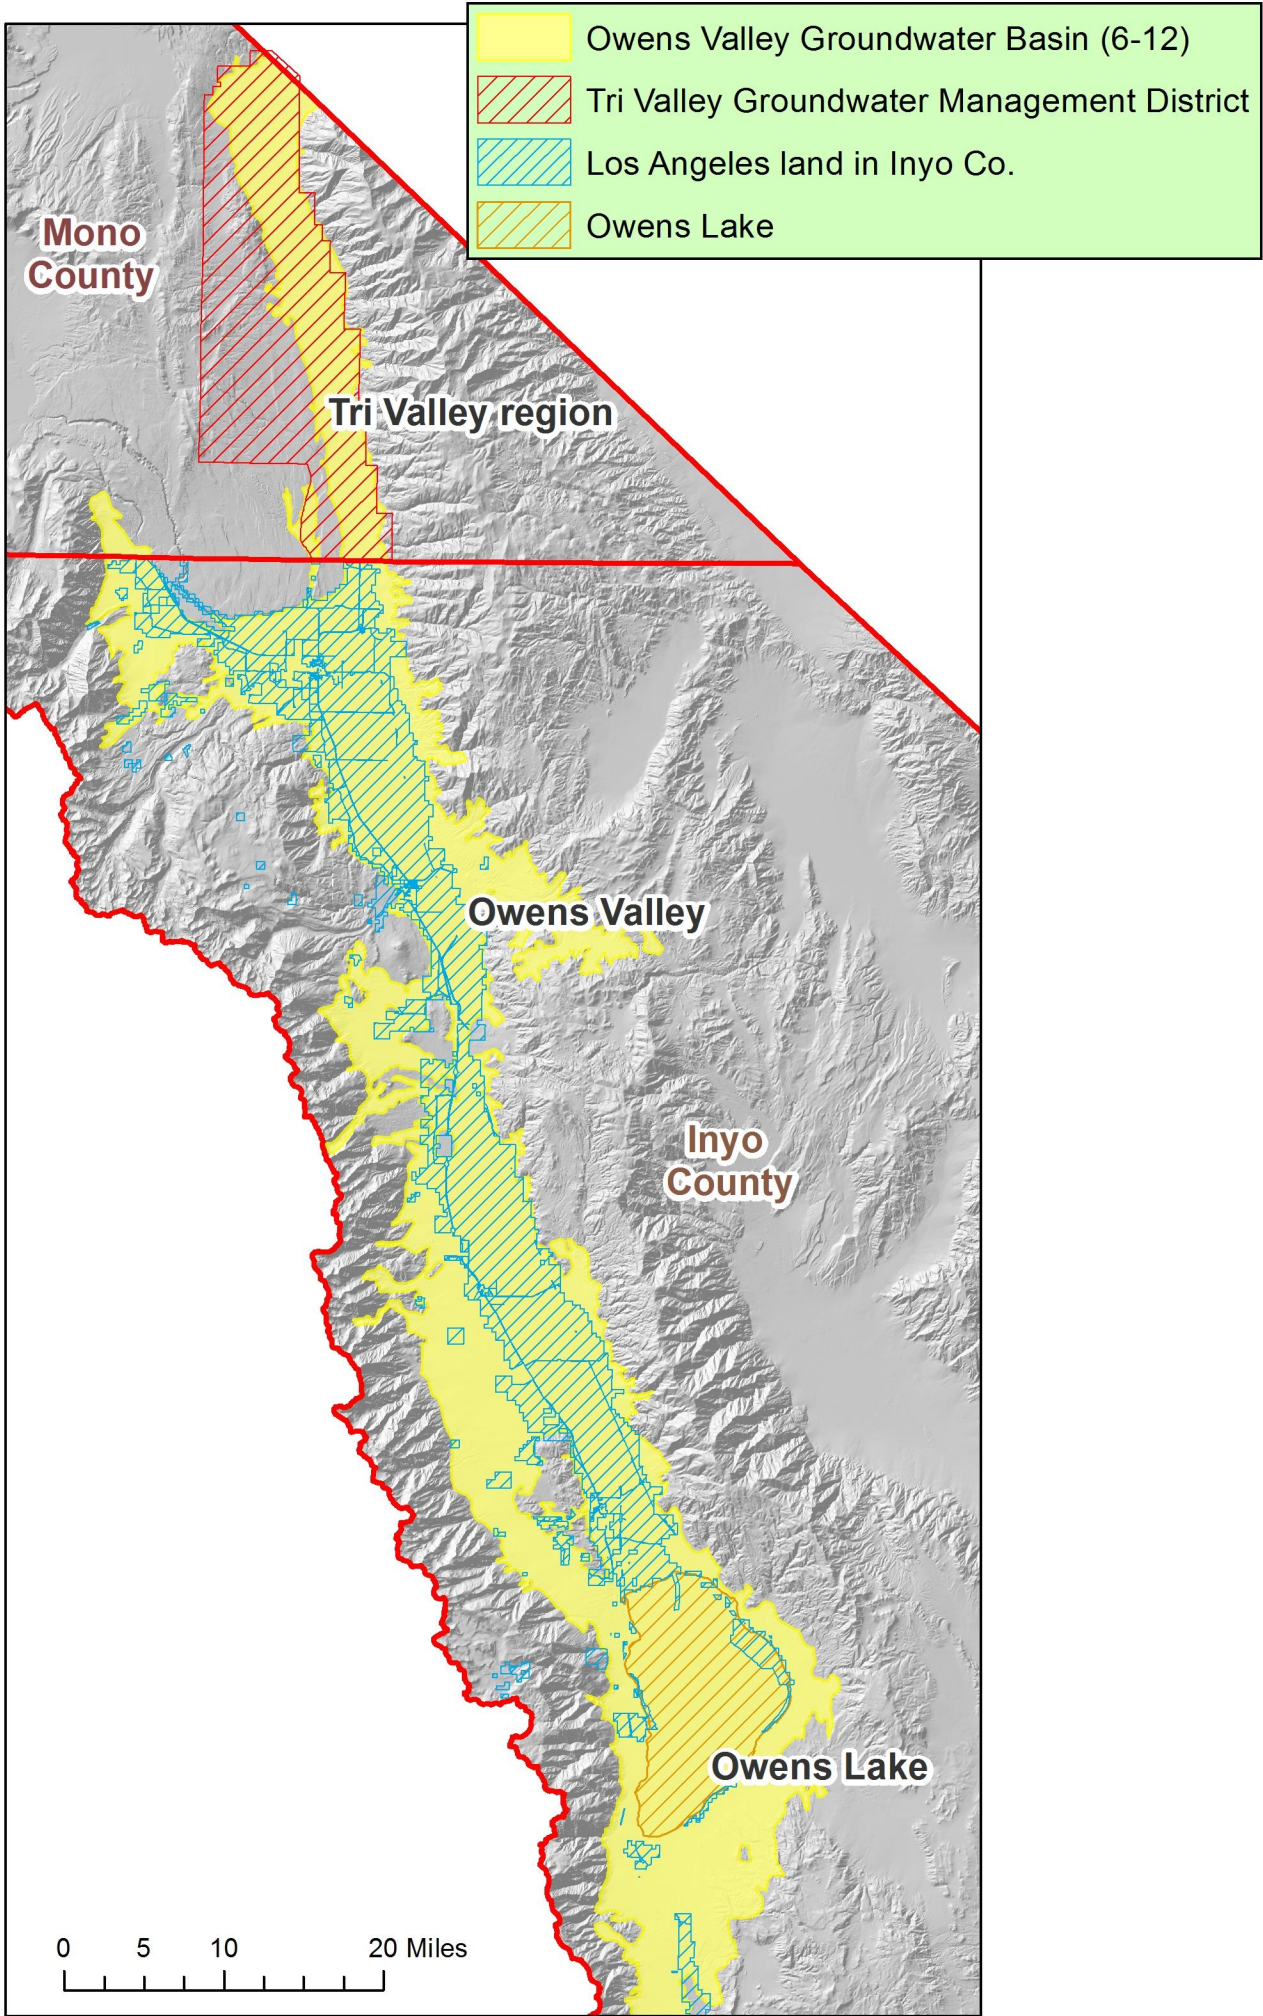 Owens Valley Groundwater Basin (6-12)
Tri Valley Groundwater Management District
Los Angeles land in Inyo Co.
Owens Lake
Mono
County
Tri Valley region
Owens Valley
Inyo
County
Owens Lake
0 5 10 20 Miles